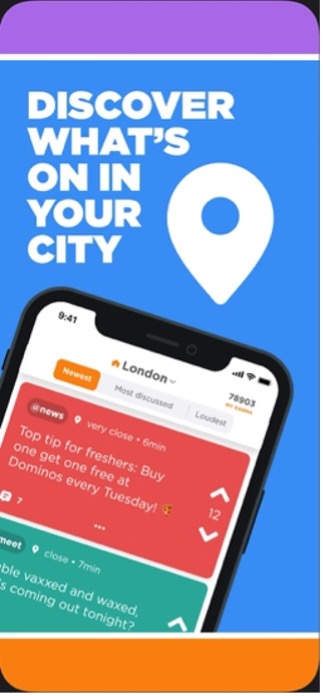 DISCOVER
WHAT'S
ON IN
YOUR
CITY
9:41
London
78903
MY KARMA
Newest
Most discussed
Loudest
@news
very close • 6min
Top tip for freshers: Buy
one get one free at
Dominos every Tuesday! 🍕
12
7
meet
close • 7min
vaxxed and waxed,
coming out tonight?